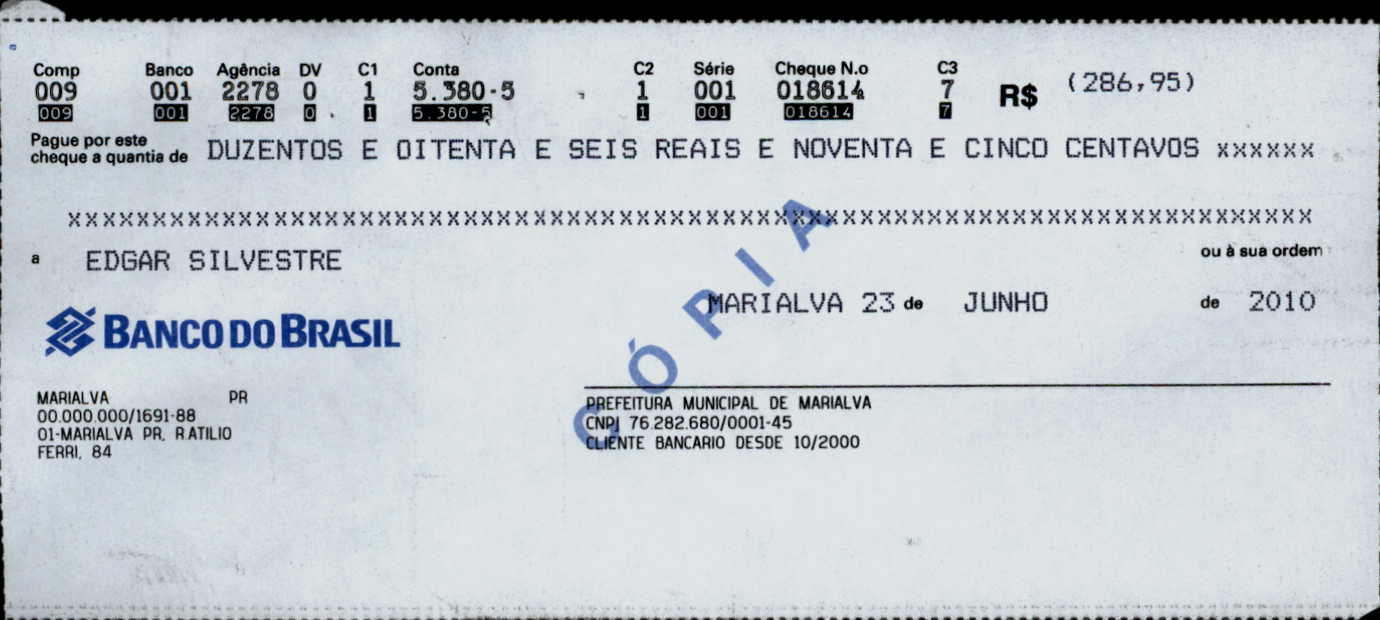 Comp Banco Agência DV C1 Conta C2 Série Cheque N.o C3
009 001 2278 0 1 5.380-5 1 001 018614 7 R$ (286,95)
009 001 2278 0 1 5.380-5 1 001 018614 7
Pague por este
cheque a quantia de DUZENTOS E OITENTA E SEIS REAIS E NOVENTA E CINCO CENTAVOS xxxxxx
XXXXXXXXXXXXXXXXXXXXXXXXXXXXXXXXXXXXXXXXXXXXXXXXXXXXXXXXXXXXXXXXXXXXXXXXX
a EDGAR SILVESTRE ou à sua ordem
MARIALVA 23 de JUNHO de 2010
BANCO DO BRASIL
CÓPIA
MARIALVA PR
00.000.000/1691-88
01-MARIALVA PR, R.ATILIO
FERRI, 84
PREFEITURA MUNICIPAL DE MARIALVA
CNPJ 76.282.680/0001-45
CLIENTE BANCARIO DESDE 10/2000